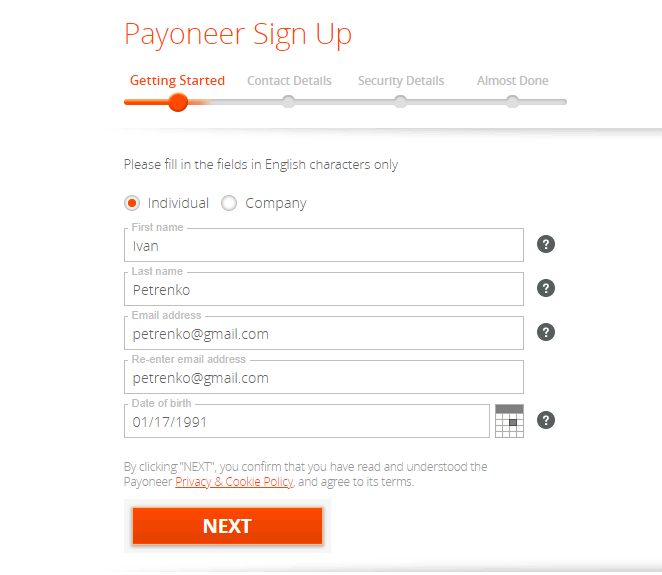 Payoneer Sign Up
Getting Started Contact Details Security Details Almost Done
Please fill in the fields in English characters only
Individual Company
First name
Ivan
?
Last name
Petrenko
?
Email address
petrenko@gmail.com
?
Re-enter email address
petrenko@gmail.com
Date of birth
01/17/1991
?
By clicking "NEXT", you confirm that you have read and understood the
Payoneer Privacy & Cookie Policy, and agree to its terms.
NEXT